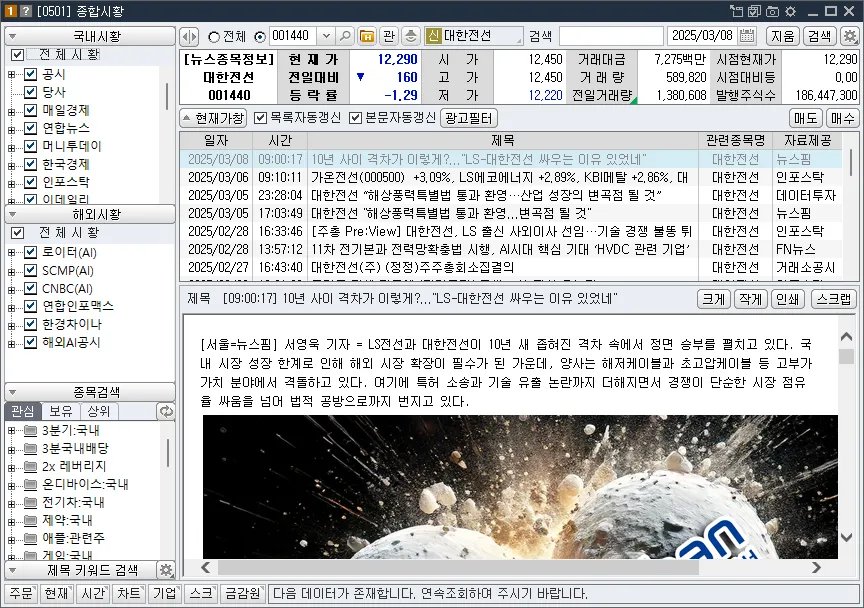 1 ? [0501] 종합시황
국내시황
전 체 시 황
공시
당사
매일경제
연합뉴스
머니투데이
한국경제
인포스탁
이데일리
해외시황
전 체 시 황
로이터(AI)
SCMP(AI)
CNBC(AI)
연합인포맥스
한경차이나
해외AI공시
종목검색
관심 보유 상위
3분기:국내
3분국내배당
2x 레버리지
온디바이스:국내
전기차:국내
제약:국내
애플:관련주
게임:국내
제목 키워드 검색
전체 001440 관 신 대한전선 검색 2025/03/08 지움 검색
[뉴스종목정보] 현 재 가 12,290 시 가 12,450 거래대금 7,275백만 시점현재가 12,290
대한전선 전일대비 ▼ 160 고 가 12,450 거 래 량 589,820 시점대비등 0.00
001440 등 락 률 -1.29 저 가 12,220 전일거래량 1,380,608 발행주식수 186,447,300
현재가창 목록자동갱신 본문자동갱신 광고필터 매도 매수
일자 시간 제목 관련종목명 자료제공
2025/03/08 09:00:17 10년 사이 격차가 이렇게?..."LS-대한전선 싸우는 이유 있었네" 대한전선 뉴스핌
2025/03/06 09:10:11 가온전선(000500) +3,09%, LS에코에너지 +2,89%, KBI메탈 +2,86%, 대 대한전선 인포스탁
2025/03/05 23:28:04 대한전선 “해상풍력특별법 통과 환영…산업 성장의 변곡점 될 것” 대한전선 데이터투자
2025/03/05 17:03:49 대한전선 "해상풍력특별법 통과 환영...변곡점 될 것" 대한전선 뉴스핌
2025/02/28 16:33:46 [주총 Pre:View] 대한전선, LS 출신 사외이사 선임…기술 경쟁 불똥 튀 대한전선 인포스탁
2025/02/28 13:57:12 11차 전기본과 전력망확충법 시행, AI시대 핵심 기대 ‘HVDC 관련 기업’ 대한전선 FN뉴스
2025/02/27 16:43:40 대한전선(주) (정정)주주총회소집결의 대한전선 거래소공시
제목 [09:00:17] 10년 사이 격차가 이렇게?..."LS-대한전선 싸우는 이유 있었네" 크게 작게 인쇄 스크랩
[서울=뉴스핌] 서영욱 기자 = LS전선과 대한전선이 10년 새 좁혀진 격차 속에서 정면 승부를 펼치고 있다. 국
내 시장 성장 한계로 인해 해외 시장 확장이 필수가 된 가운데, 양사는 해저케이블과 초고압케이블 등 고부가
가치 분야에서 격돌하고 있다. 여기에 특허 소송과 기술 유출 논란까지 더해지면서 경쟁이 단순한 시장 점유
율 싸움을 넘어 법적 공방으로까지 번지고 있다.
주문 현재 시간 차트 기업 스크 금감원 다음 데이터가 존재합니다. 연속조회하여 주시기 바랍니다.